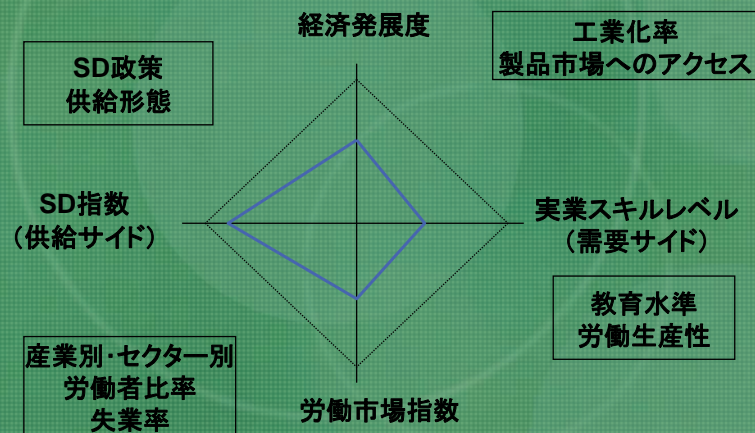 経済発展度
工業化率
製品市場へのアクセス
SD政策
供給形態
SD指数
（供給サイド）
実業スキルレベル
（需要サイド）
教育水準
労働生産性
産業別･セクター別
労働者比率
失業率
労働市場指数